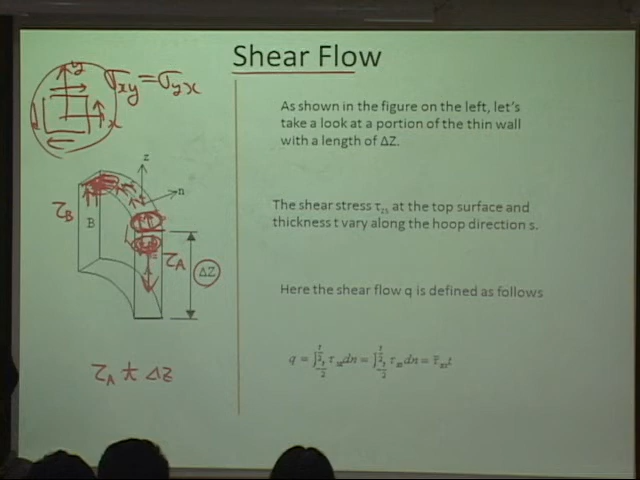 Shear Flow
σxy = σyx
y
x
As shown in the figure on the left, let's
take a look at a portion of the thin wall
with a length of ΔZ.
z
n
τB
B
τA
ΔZ
The shear stress τzs at the top surface and
thickness t vary along the hoop direction s.
Here the shear flow q is defined as follows
τA t ΔZ